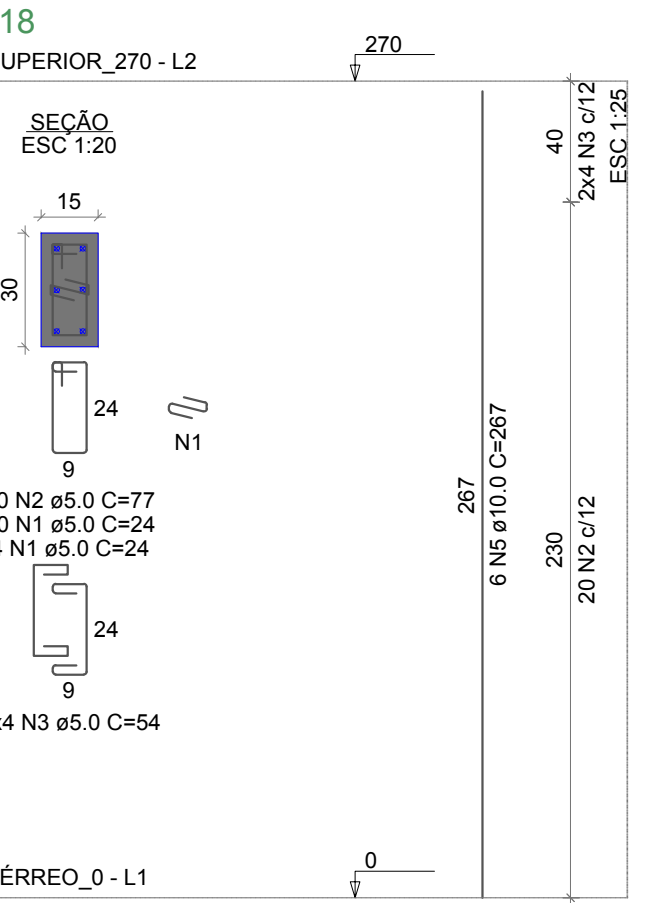 18
UPERIOR_270 - L2
270
SEÇÃO
ESC 1:20
15
30
24
9
N1
0 N2 ø5.0 C=77
0 N1 ø5.0 C=24
4 N1 ø5.0 C=24
24
9
x4 N3 ø5.0 C=54
267
6 N5 ø10.0 C=267
40
2x4 N3 c/12
ESC 1:25
230
20 N2 c/12
ÉRREO_0 - L1
0